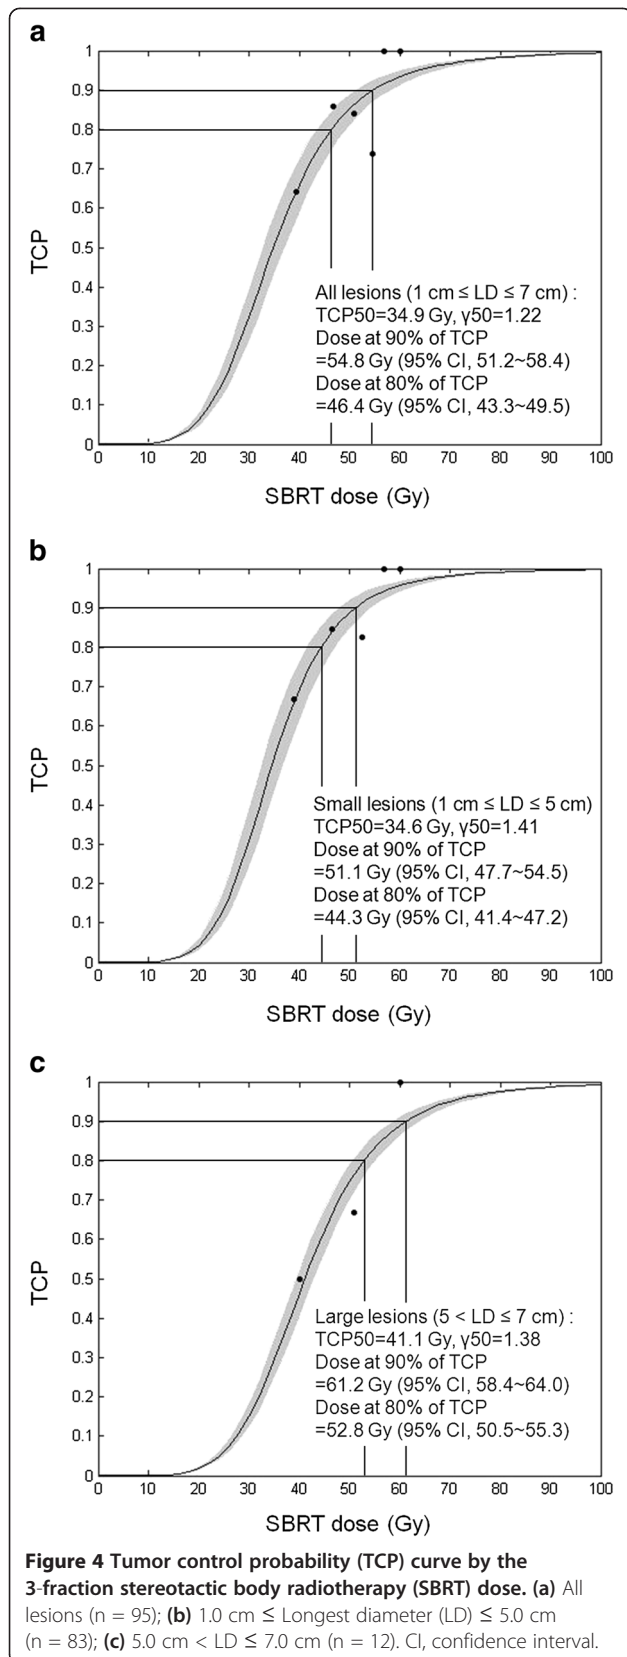 a
1
0.9
0.8
0.7
0.6
0.5
0.4
0.3
0.2
0.1
0
TCP
All lesions (1 cm ≤ LD ≤ 7 cm) :
TCP50=34.9 Gy, γ50=1.22
Dose at 90% of TCP
=54.8 Gy (95% CI, 51.2~58.4)
Dose at 80% of TCP
=46.4 Gy (95% CI, 43.3~49.5)
0 10 20 30 40 50 60 70 80 90 100
SBRT dose (Gy)
b
1
0.9
0.8
0.7
0.6
0.5
0.4
0.3
0.2
0.1
0
TCP
Small lesions (1 cm ≤ LD ≤ 5 cm)
TCP50=34.6 Gy, γ50=1.41
Dose at 90% of TCP
=51.1 Gy (95% CI, 47.7~54.5)
Dose at 80% of TCP
=44.3 Gy (95% CI, 41.4~47.2)
0 10 20 30 40 50 60 70 80 90 100
SBRT dose (Gy)
c
1
0.9
0.8
0.7
0.6
0.5
0.4
0.3
0.2
0.1
0
TCP
Large lesions (5 < LD ≤ 7 cm) :
TCP50=41.1 Gy, γ50=1.38
Dose at 90% of TCP
=61.2 Gy (95% CI, 58.4~64.0)
Dose at 80% of TCP
=52.8 Gy (95% CI, 50.5~55.3)
0 10 20 30 40 50 60 70 80 90 100
SBRT dose (Gy)
Figure 4 Tumor control probability (TCP) curve by the
3-fraction stereotactic body radiotherapy (SBRT) dose. (a) All
lesions (n = 95); (b) 1.0 cm ≤ Longest diameter (LD) ≤ 5.0 cm
(n = 83); (c) 5.0 cm < LD ≤ 7.0 cm (n = 12). CI, confidence interval.